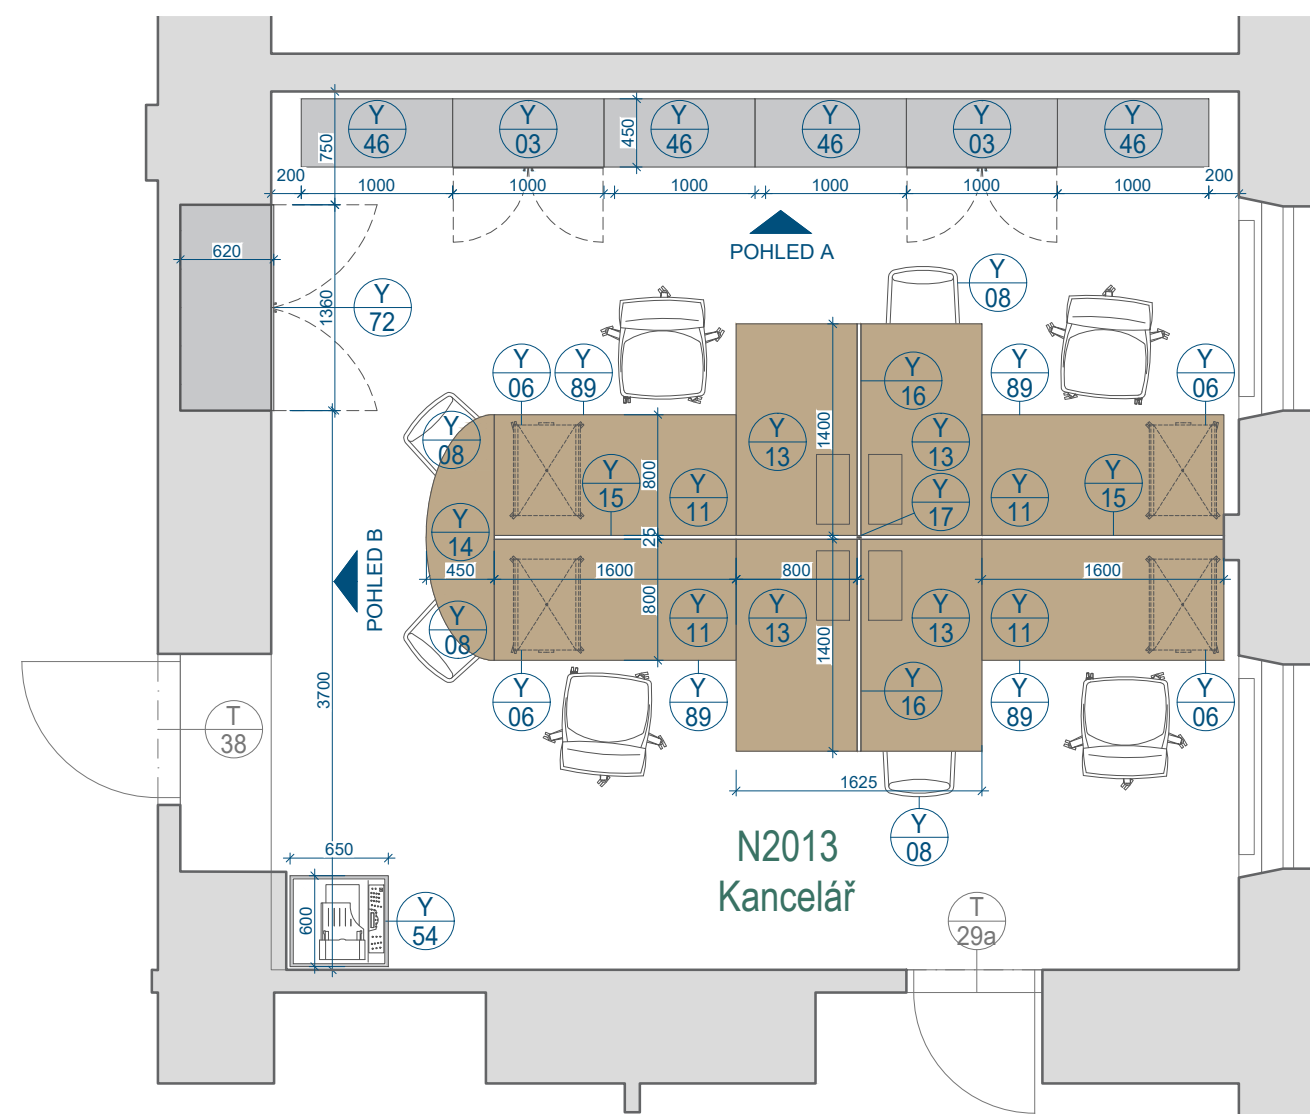 Y Y Y Y Y Y
46 03 46 46 03 46
750
450
200 1000 1000 1000 1000 1000 1000 200
POHLED A
620
1360
Y
72
Y
08
Y Y Y Y
06 89 89 06
Y
16
1400
Y
08
Y Y
13 13
800
Y Y
15 15
Y Y Y
11 17 11
Y
14
25
POHLED B
450 1600 800 1600
800
Y
08
Y Y Y Y
11 13 13 11
1400
3700
Y Y Y Y Y
06 89 16 89 06
T
38
1625
N2013
Kancelář
Y
08
650
600
Y
54
T
29a